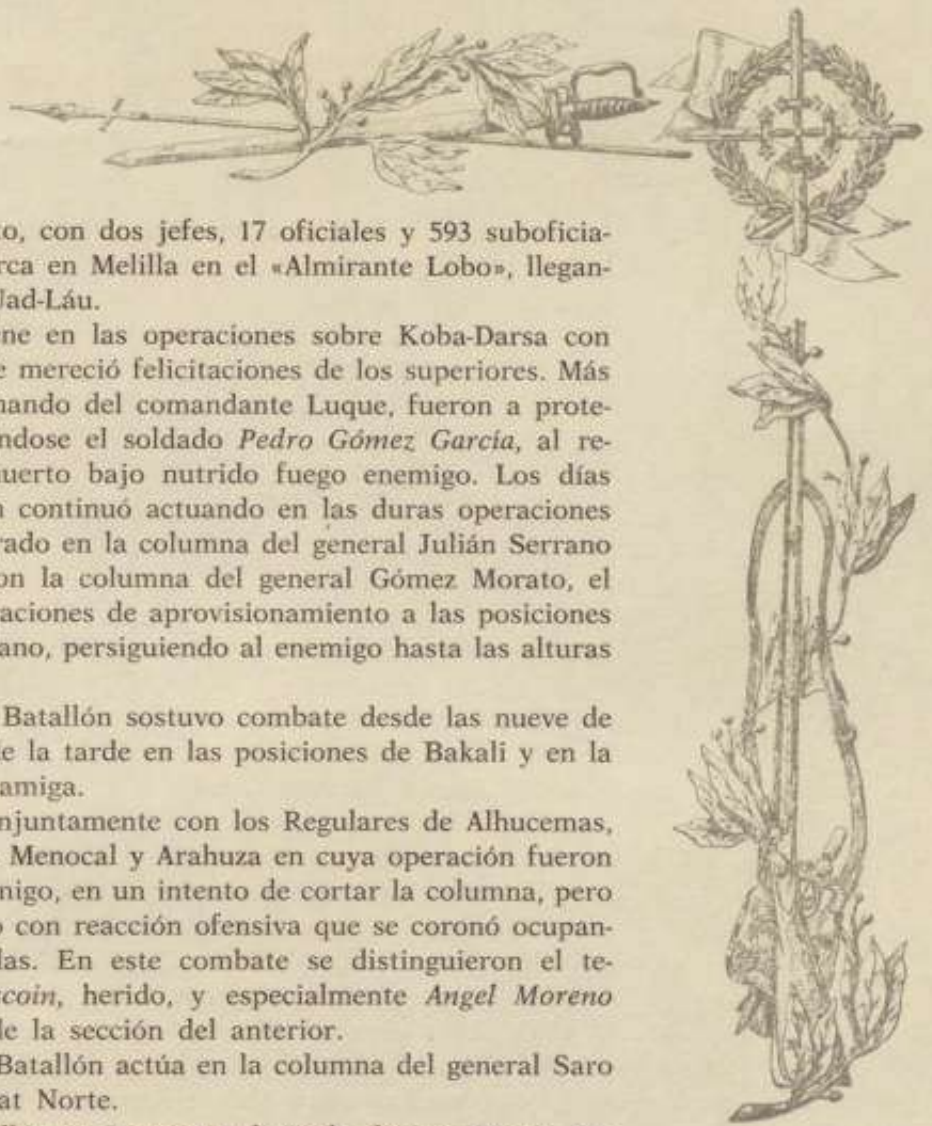 to, con dos jefes, 17 oficiales y 593 suboficia-
rca en Melilla en el «Almirante Lobo», llegan-
Uad-Láu.
ne en las operaciones sobre Koba-Darsa con
e mereció felicitaciones de los superiores. Más
nando del comandante Luque, fueron a prote-
éndose el soldado Pedro Gómez García, al re-
uerto bajo nutrido fuego enemigo. Los días
n continuó actuando en las duras operaciones
rado en la columna del general Julián Serrano
on la columna del general Gómez Morato, el
aciones de aprovisionamiento a las posiciones
ano, persiguiendo al enemigo hasta las alturas
Batallón sostuvo combate desde las nueve de
de la tarde en las posiciones de Bakali y en la
amiga.
njuntamente con los Regulares de Alhucemas,
Menocal y Arahuza en cuya operación fueron
nigo, en un intento de cortar la columna, pero
o con reacción ofensiva que se coronó ocupan-
las. En este combate se distinguieron el te-
scoin, herido, y especialmente Angel Moreno
de la sección del anterior.
Batallón actúa en la columna del general Saro
at Norte.